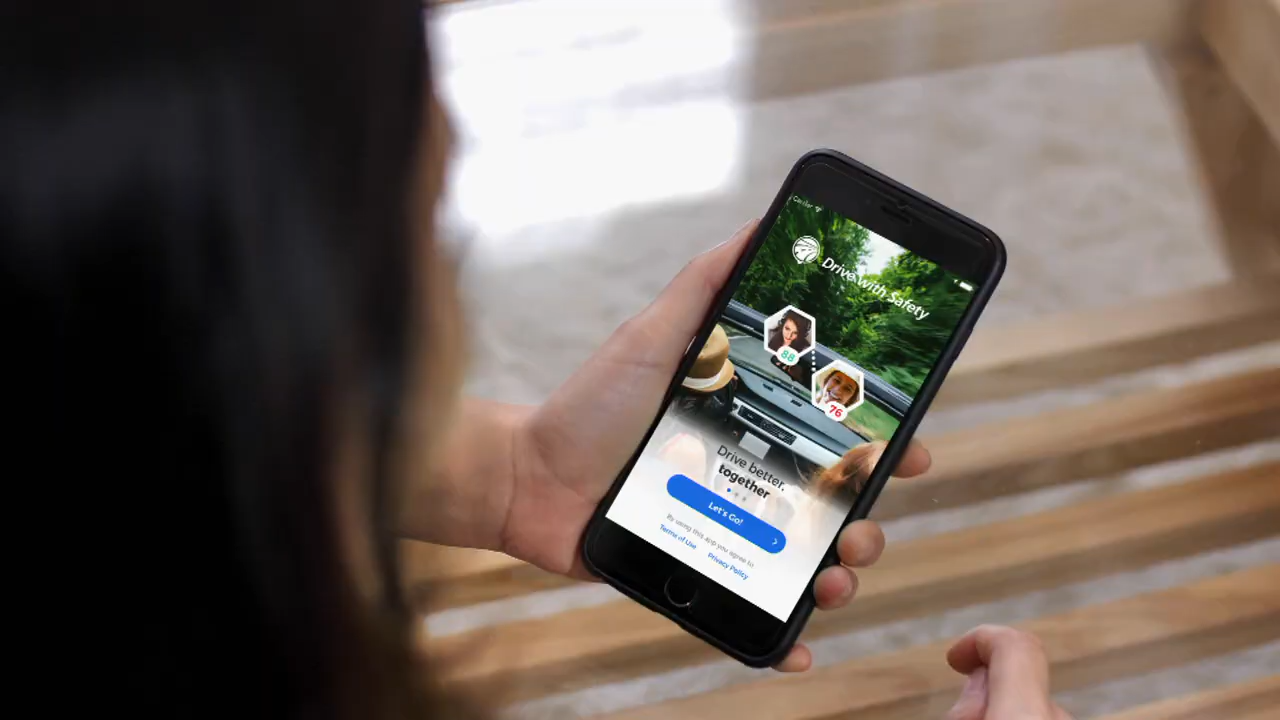 Carrier
Drive with Safety
88
76
Drive better,
together
Let's Go!
By using this app you agree to
Terms of Use Privacy Policy